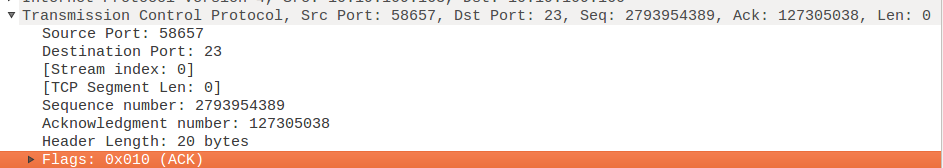 Transmission Control Protocol, Src Port: 58657, Dst Port: 23, Seq: 2793954389, Ack: 127305038, Len: 0
Source Port: 58657
Destination Port: 23
[Stream index: 0]
[TCP Segment Len: 0]
Sequence number: 2793954389
Acknowledgment number: 127305038
Header Length: 20 bytes
Flags: 0x010 (ACK)